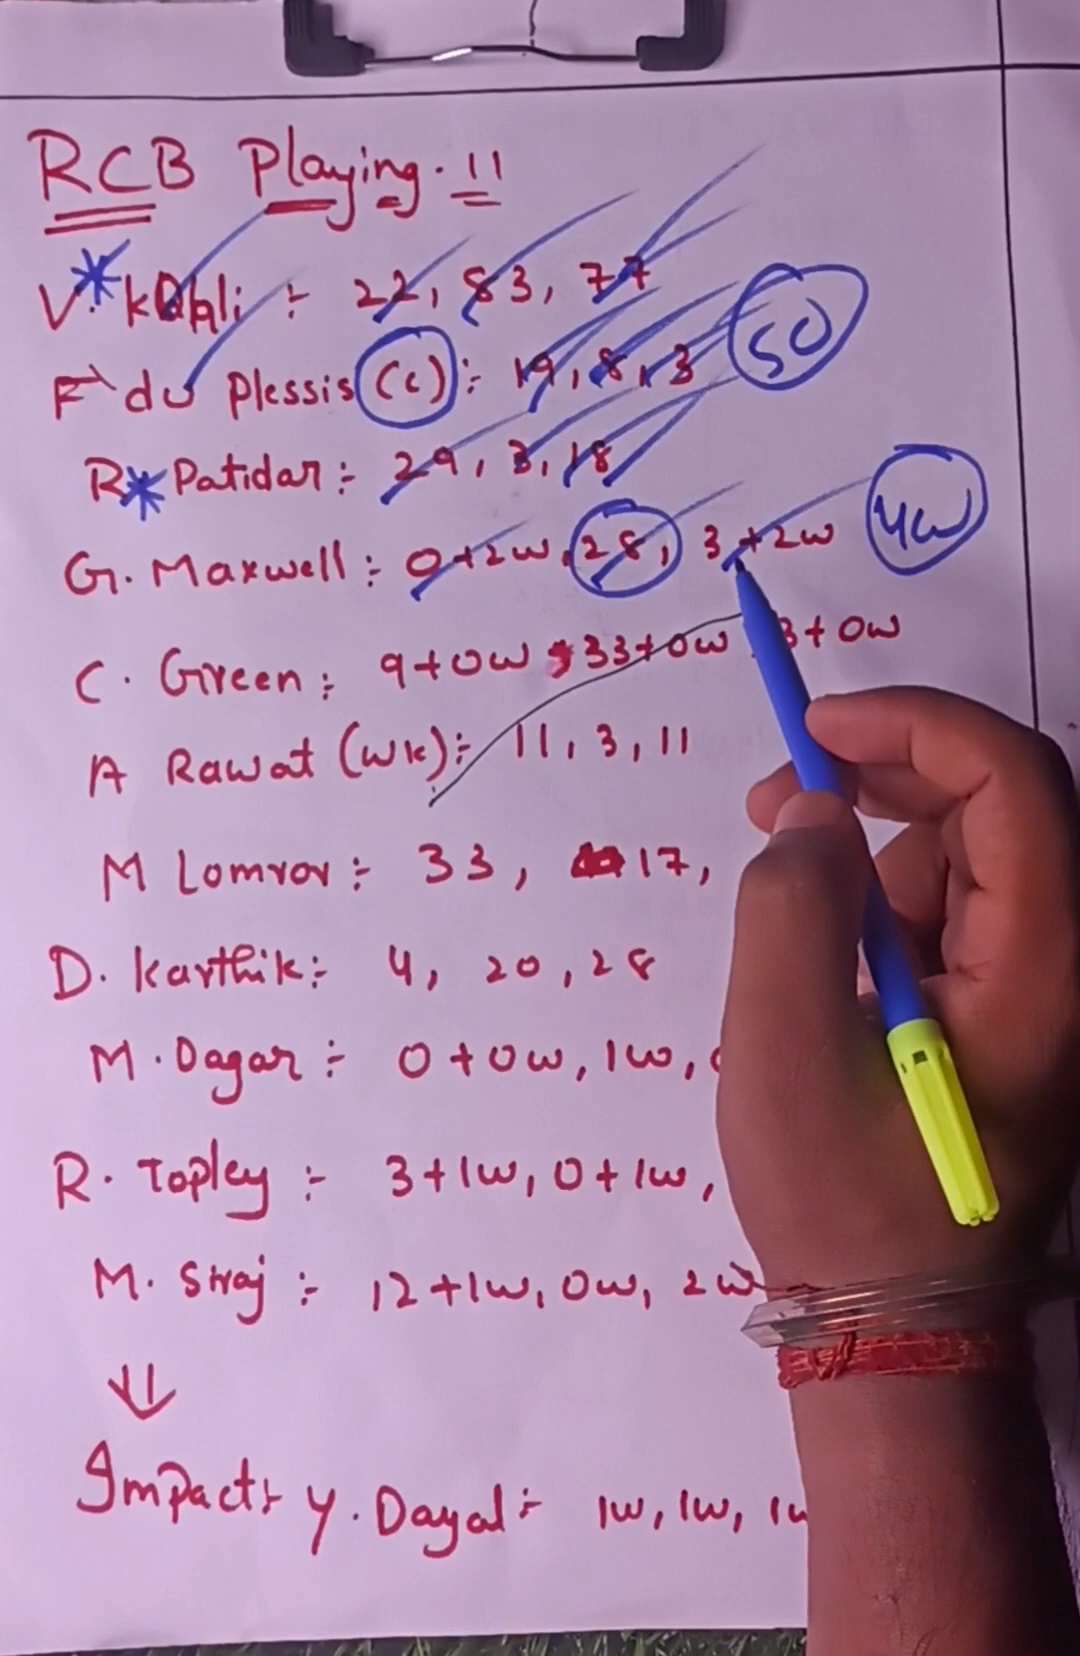 RCB Playing. 11
V. Kohli :- 22, 83, 77
F du Plessis (c) :- 19, 8, 3 50
R Patidar :- 29, 3, 18
G. Maxwell :- 0+2w, 28, 3+2w 4w
C. Green :- 9+0w, 33+0w 3+0w
A Rawat (wk) :- 11, 3, 11
M Lomror :- 33, 17,
D. Karthik :- 4, 20, 28
M. Dagar :- 0+0w, 1w,
R. Topley :- 3+1w, 0+1w,
M. Siraj :- 12+1w, 0w, 2w
Impact :- Y. Dayal :- 1w, 1w,